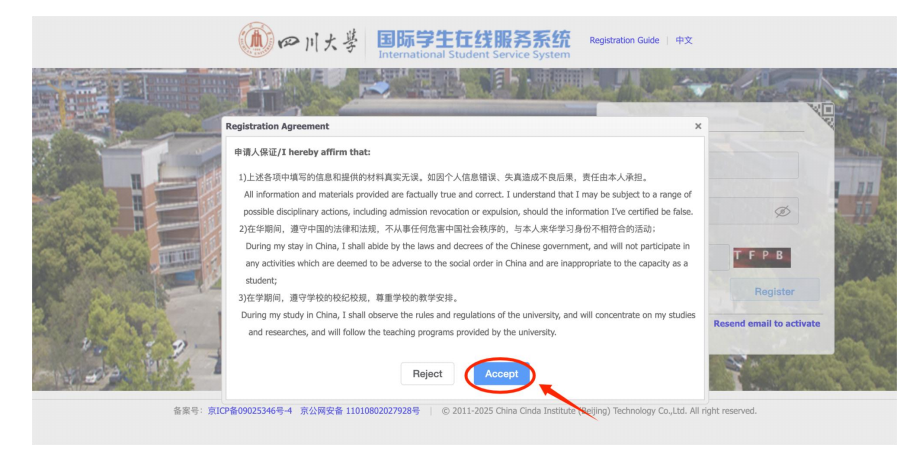 四川大学 国际学生在线服务系统 Registration Guide | 中文
International Student Service System
Registration Agreement ×
申请人保证/I hereby affirm that:
1)上述各项中填写的信息和提供的材料真实无误。如因个人信息错误、失真造成不良后果，责任由本人承担。
All information and materials provided are factually true and correct. I understand that I may be subject to a range of
possible disciplinary actions, including admission revocation or expulsion, should the information I've certified be false.
2)在华期间，遵守中国的法律和法规，不从事任何危害中国社会秩序的，与本人来华学习身份不相符合的活动；
During my stay in China, I shall abide by the laws and decrees of the Chinese government, and will not participate in
any activities which are deemed to be adverse to the social order in China and are inappropriate to the capacity as a
student;
3)在学期间，遵守学校的校纪校规，尊重学校的教学安排。
During my study in China, I shall observe the rules and regulations of the university, and will concentrate on my studies
and researches, and will follow the teaching programs provided by the university.
Reject Accept
TFPB
Register
Resend email to activate
备案号：京ICP备09025346号-4 京公网安备 11010802027928号 | © 2011-2025 China Cinda Institute (Beijing) Technology Co.,Ltd. All right reserved.